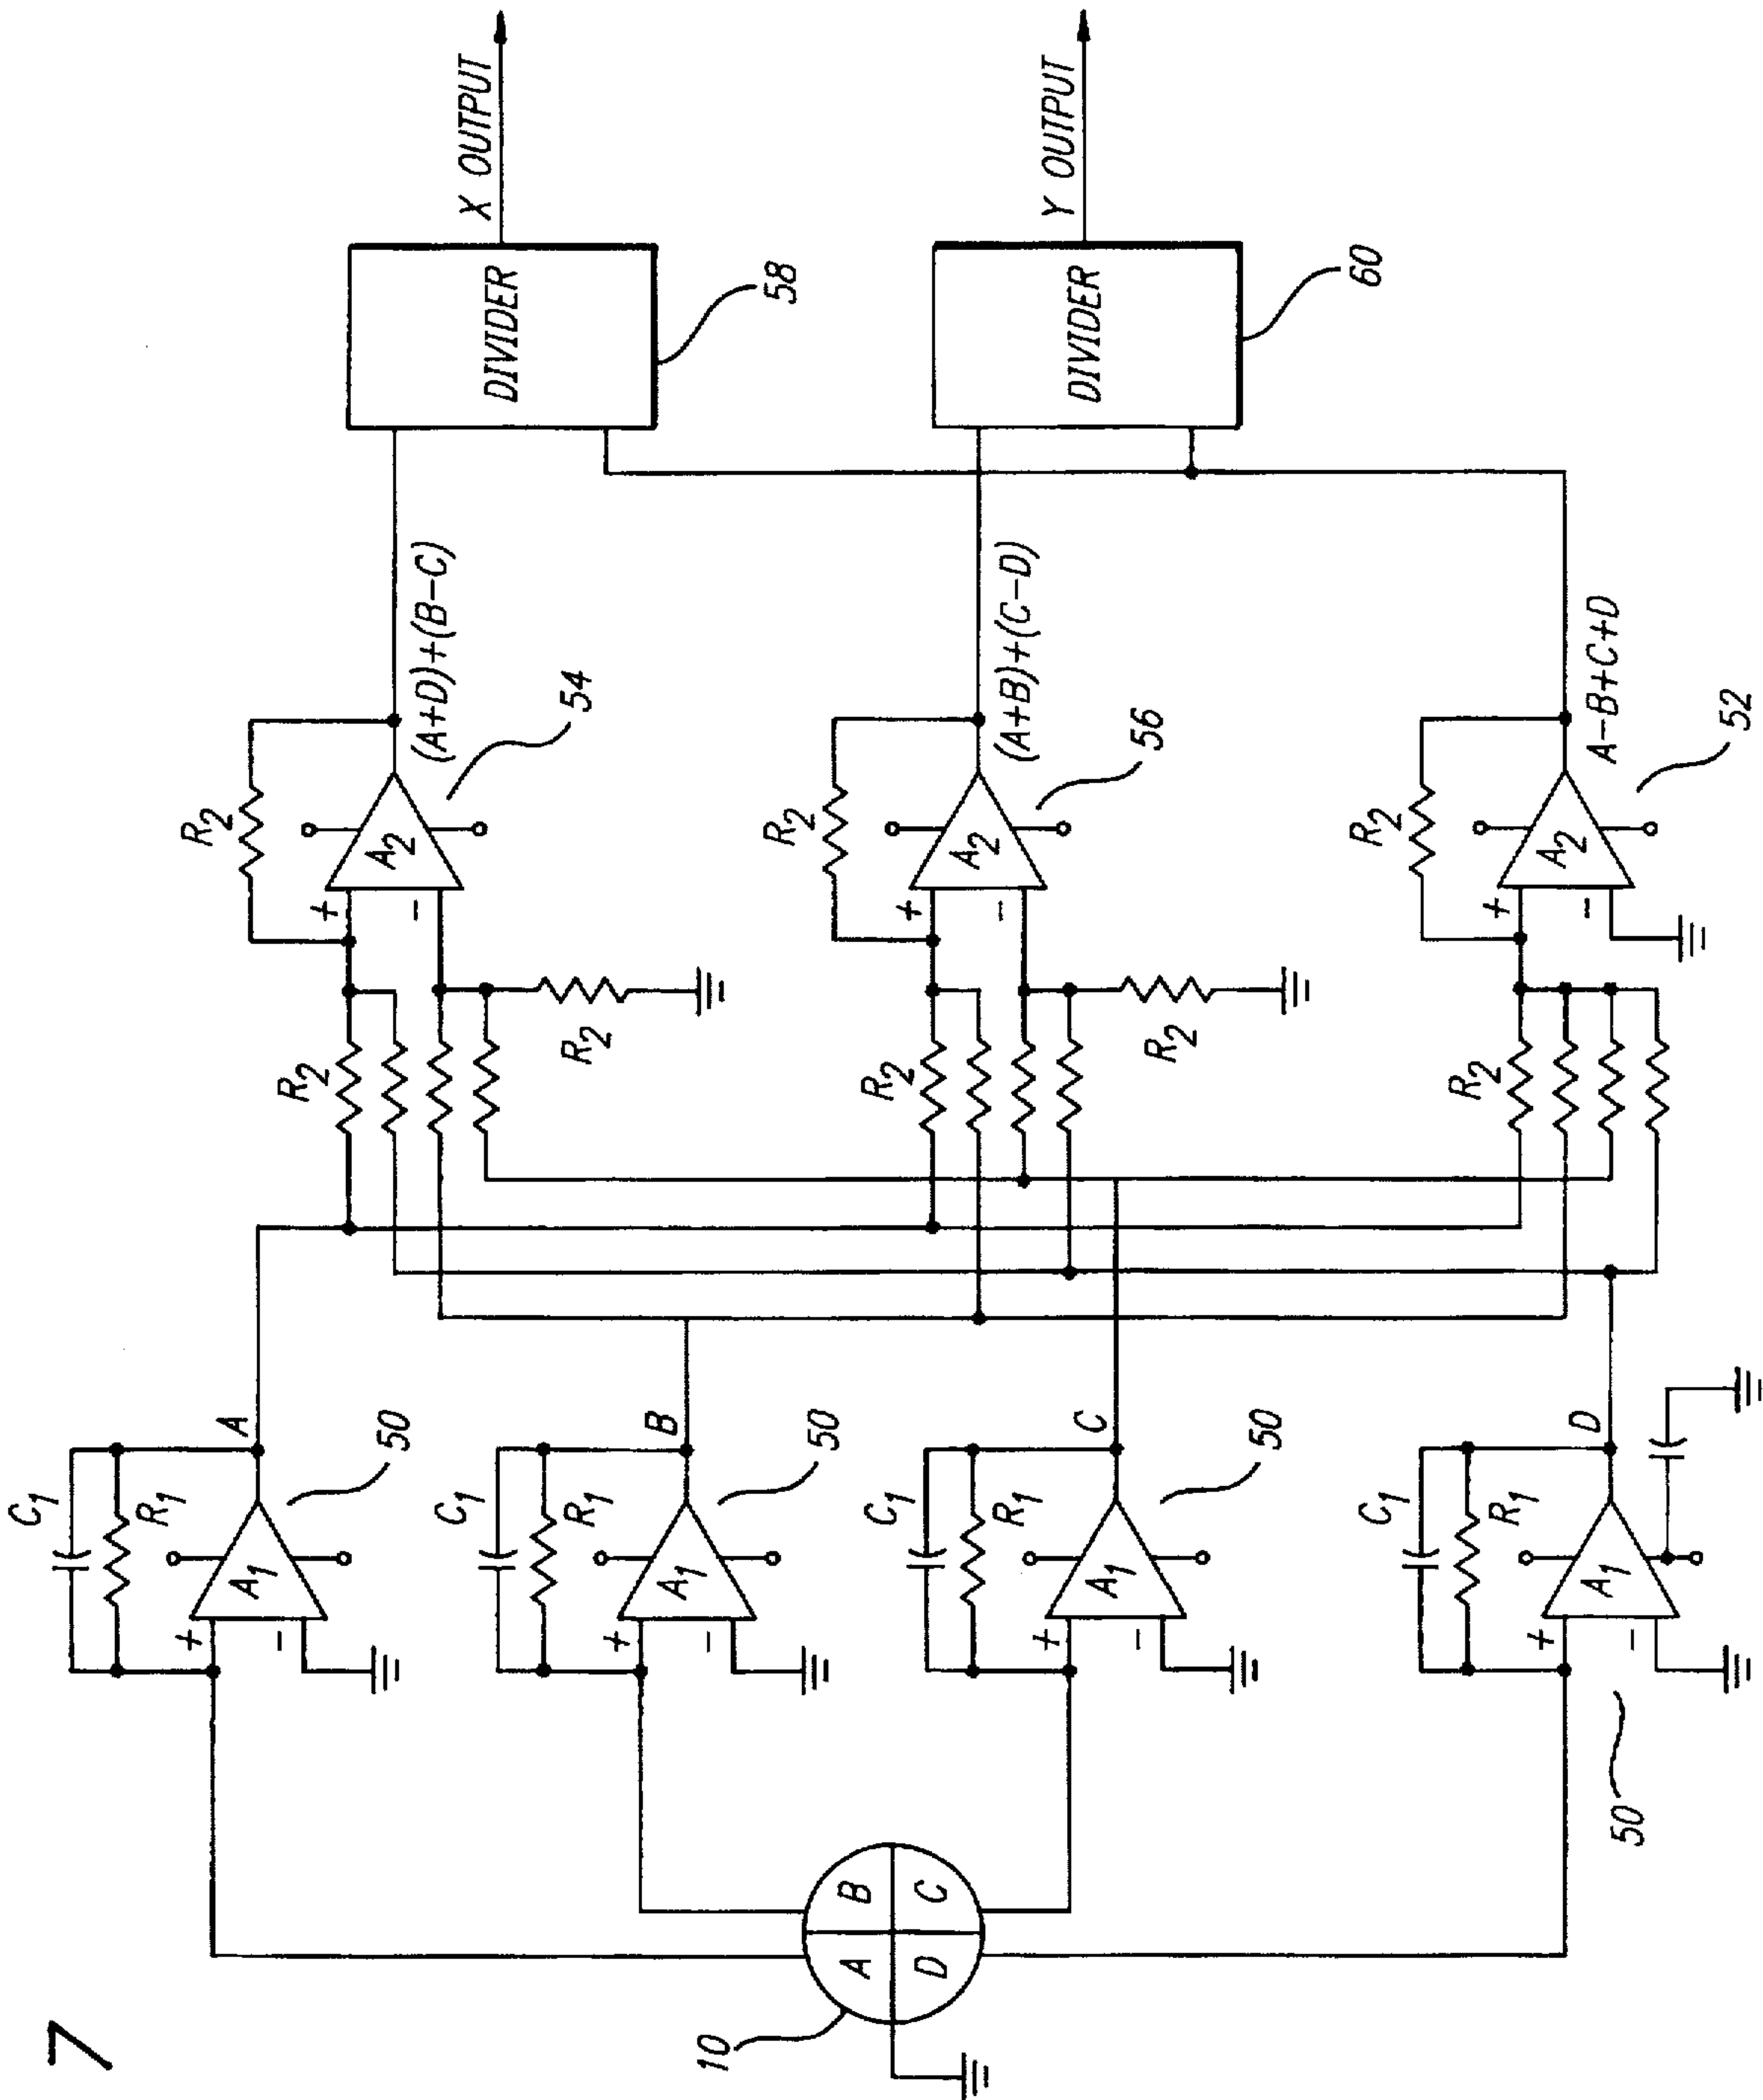 7
10
A
B
D
C
C1
R1
+
A1
-
A
50
C1
R1
+
A1
-
B
50
C1
R1
+
A1
-
C
50
C1
R1
+
A1
-
D
50
R2
R2
+
A2
-
R2
54
(A+D)+(B-C)
R2
R2
+
A2
-
R2
56
(A+B)+(C-D)
R2
R2
+
A2
-
52
A-B+C+D
DIVIDER
58
X OUTPUT
DIVIDER
60
Y OUTPUT